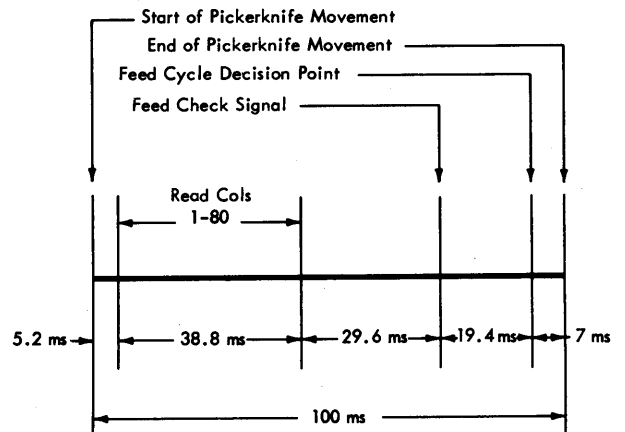 Start of Pickerknife Movement
End of Pickerknife Movement
Feed Cycle Decision Point
Feed Check Signal
Read Cols
1-80
5.2 ms
38.8 ms
29.6 ms
19.4 ms
7 ms
100 ms